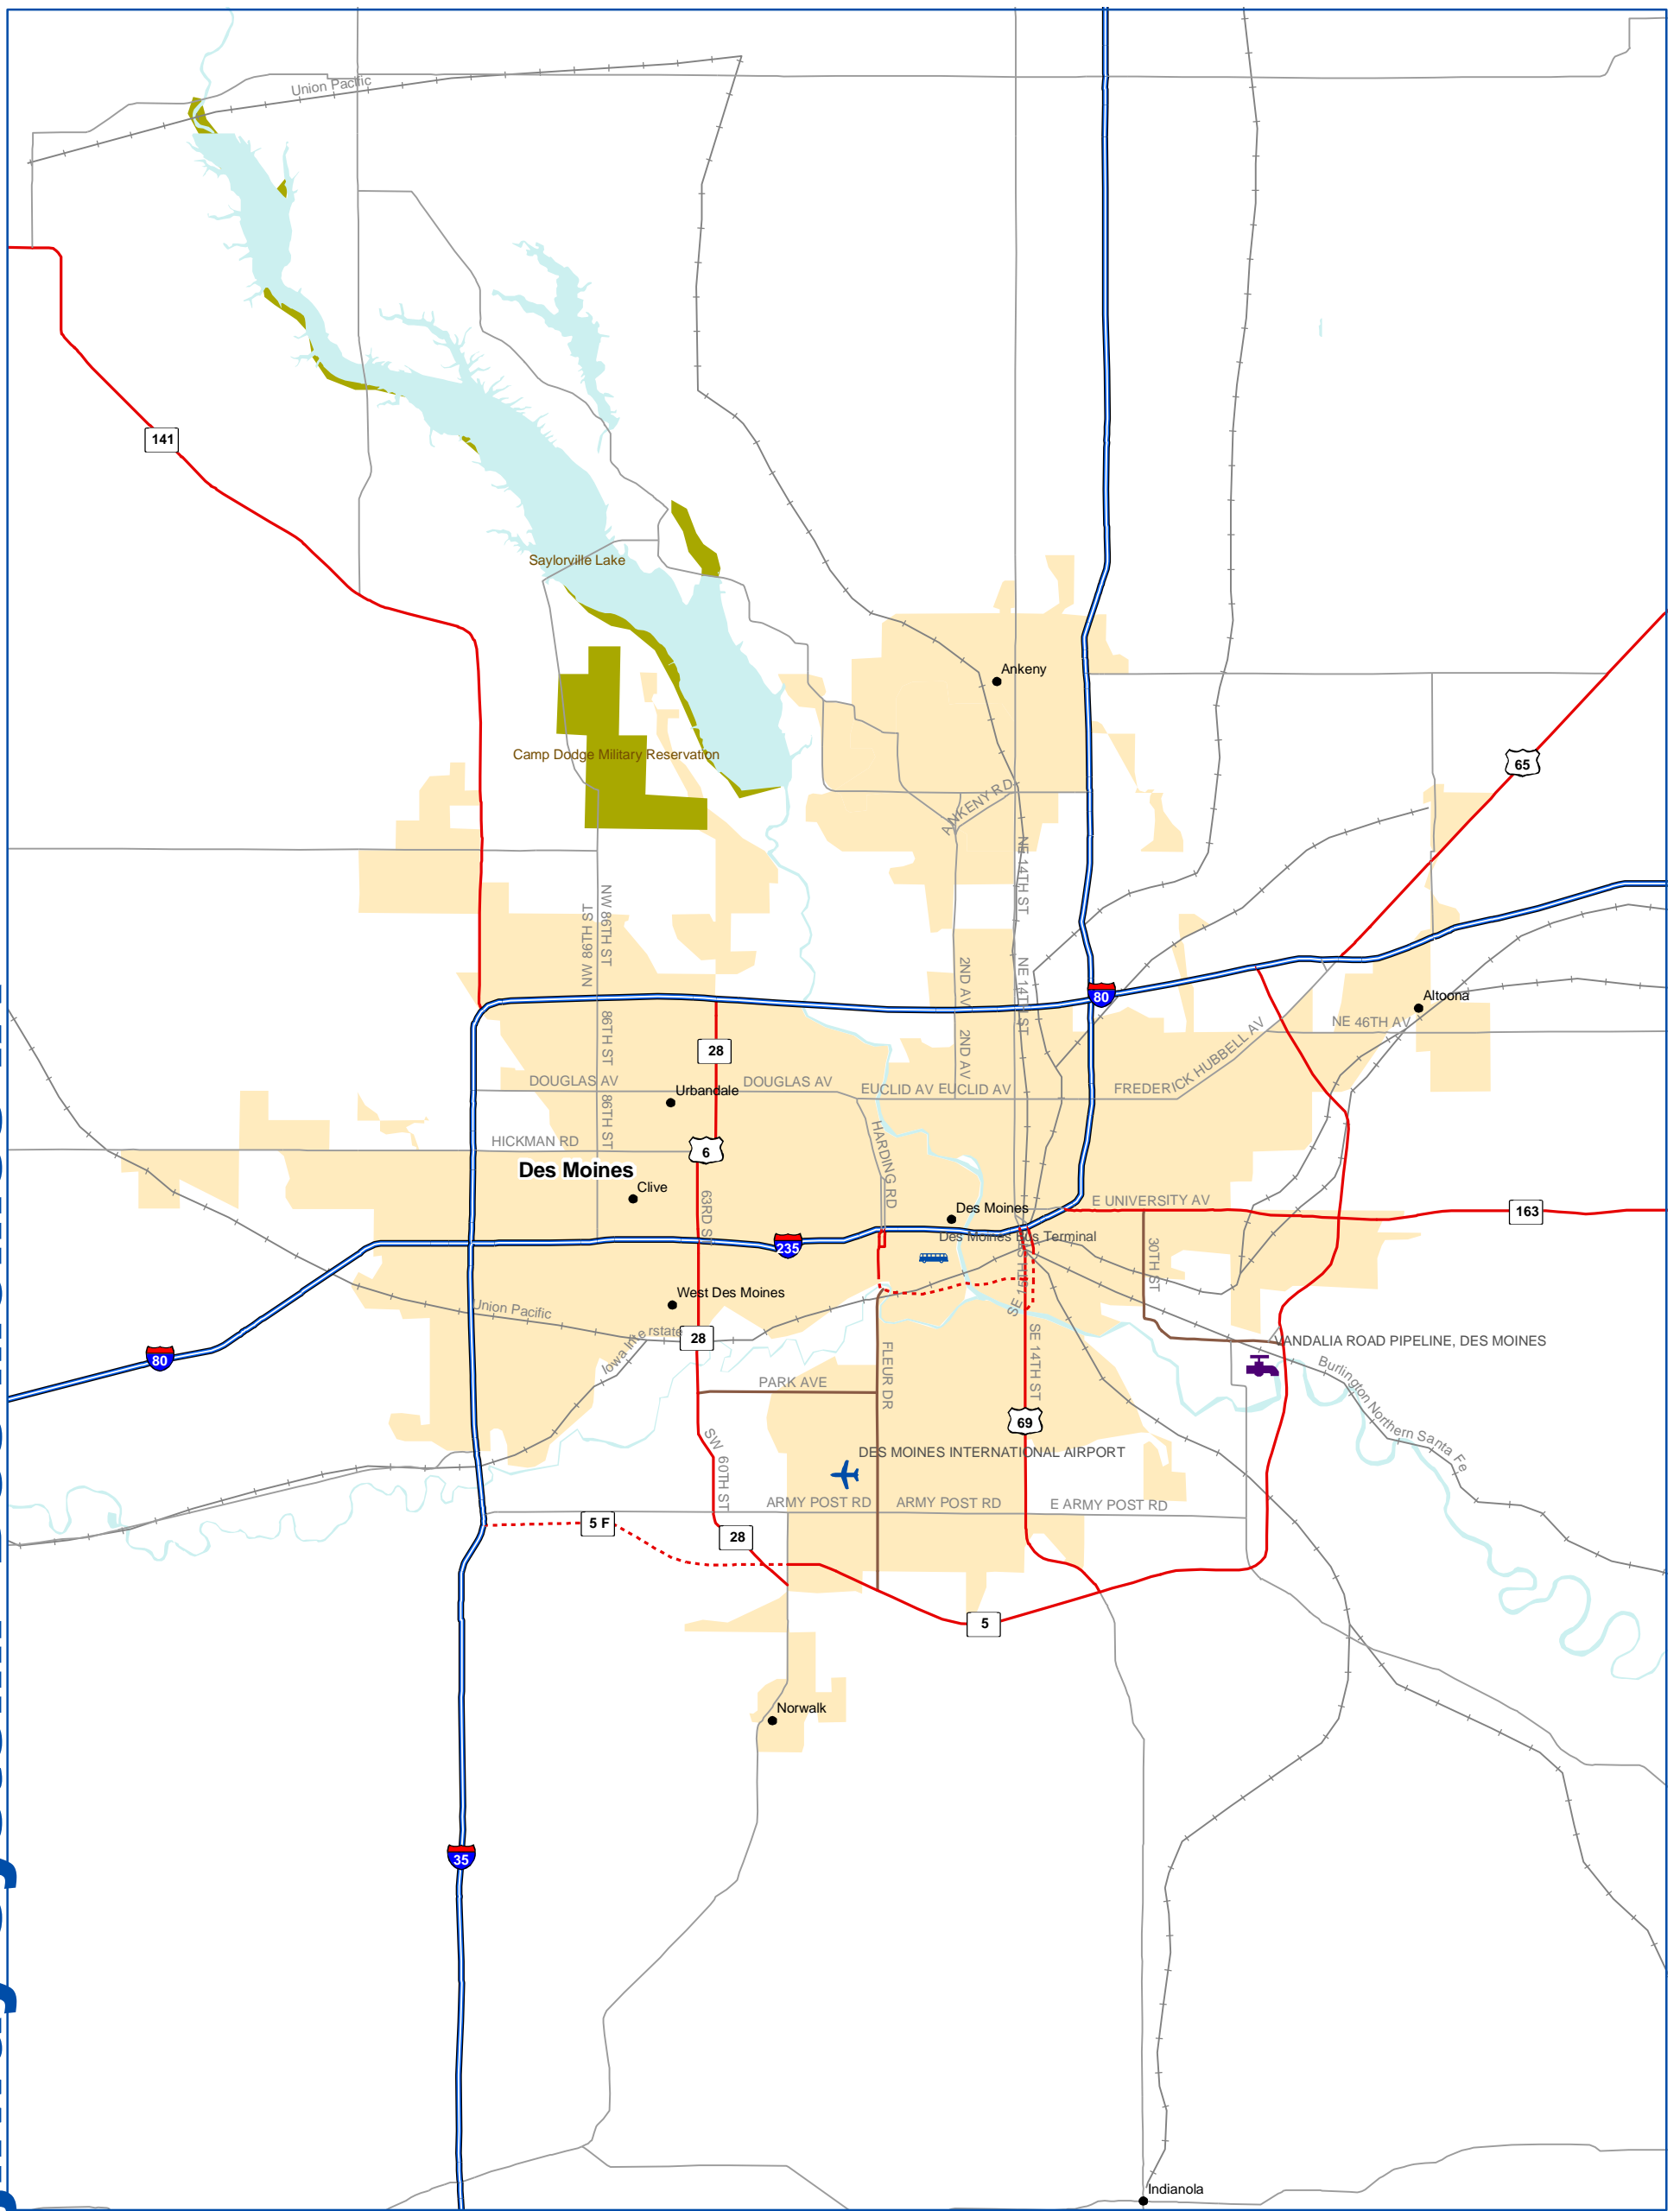 Union Pacific
141
Saylorville Lake
Ankeny
65
Camp Dodge Military Reservation
ANKENY RD
NE 14TH ST
NW 86TH ST
NW 86TH ST
2ND AV
NE 14TH ST
80
Altoona
NE 46TH AV
86TH ST
28
2ND AV
FREDERICK HUBBELL AV
DOUGLAS AV
DOUGLAS AV
EUCLID AV
EUCLID AV
Urbandale
86TH ST
HARDING RD
HICKMAN RD
6
Des Moines
Clive
63RD ST
Des Moines
E UNIVERSITY AV
163
235
Des Moines Bus Terminal
30TH ST
West Des Moines
Union Pacific
Iowa Interstate
28
SE 14TH ST
VANDALIA ROAD PIPELINE, DES MOINES
80
FLEUR DR
PARK AVE
Burlington Northern Santa Fe
69
SW 60TH ST
DES MOINES INTERNATIONAL AIRPORT
ARMY POST RD
ARMY POST RD
E ARMY POST RD
5 F
28
5
Norwalk
35
Indianola